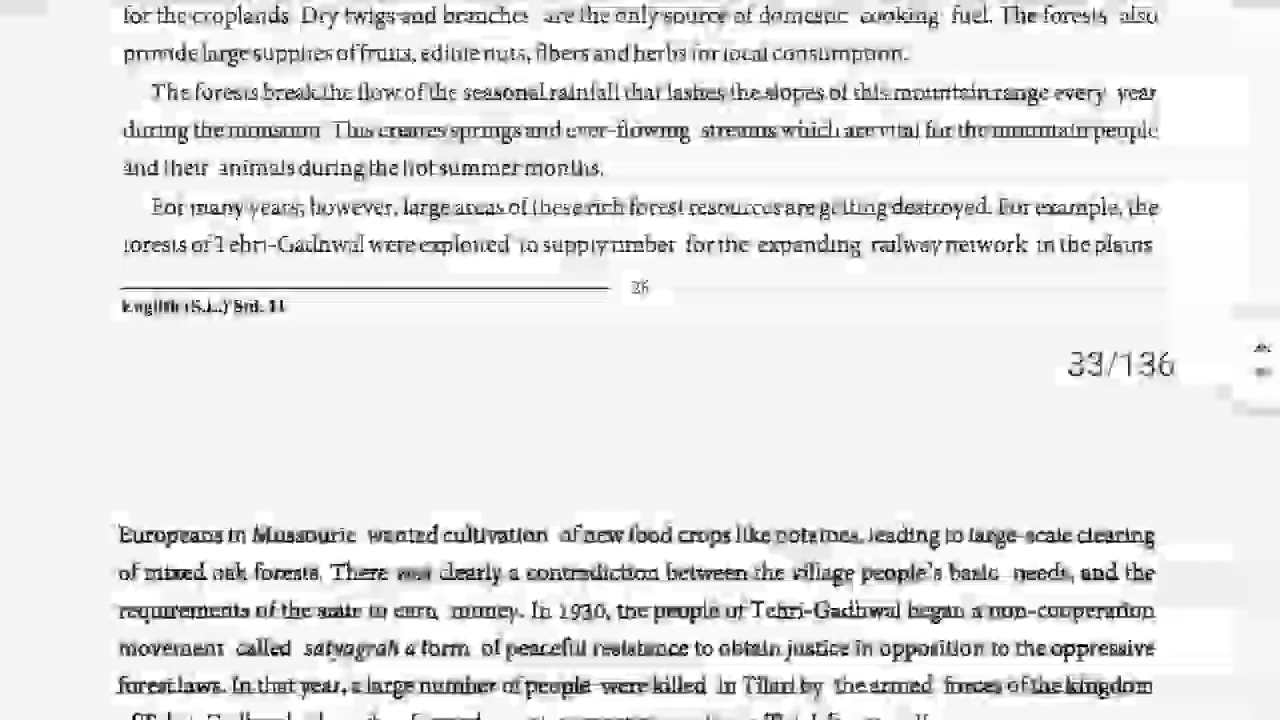 for the croplands. Dry twigs and branches are the only source of domestic cooking fuel. The forests also
provide large supplies of fruits, edible nuts, fibers and herbs for local consumption.
The forests break the flow of the seasonal rainfall that lashes the slopes of this mountain range every year
during the monsoon. This creates springs and ever-flowing streams which are vital for the mountain people
and their animals during the hot summer months.
For many years, however, large areas of these rich forest resources are getting destroyed. For example, the
forests of Tehri-Gadhwal were exploited to supply timber for the expanding railway network in the plains
26
English (S.L.) Std. 11
33/136
Europeans in Mussourie wanted cultivation of new food crops like potatoes, leading to large-scale clearing
of mixed oak forests. There was clearly a contradiction between the village people's basic needs, and the
requirements of the state to earn money. In 1930, the people of Tehri-Gadhwal began a non-cooperation
movement called satyagrah a form of peaceful resistance to obtain justice in opposition to the oppressive
forest laws. In that year, a large number of people were killed in Tilari by the armed forces of the kingdom